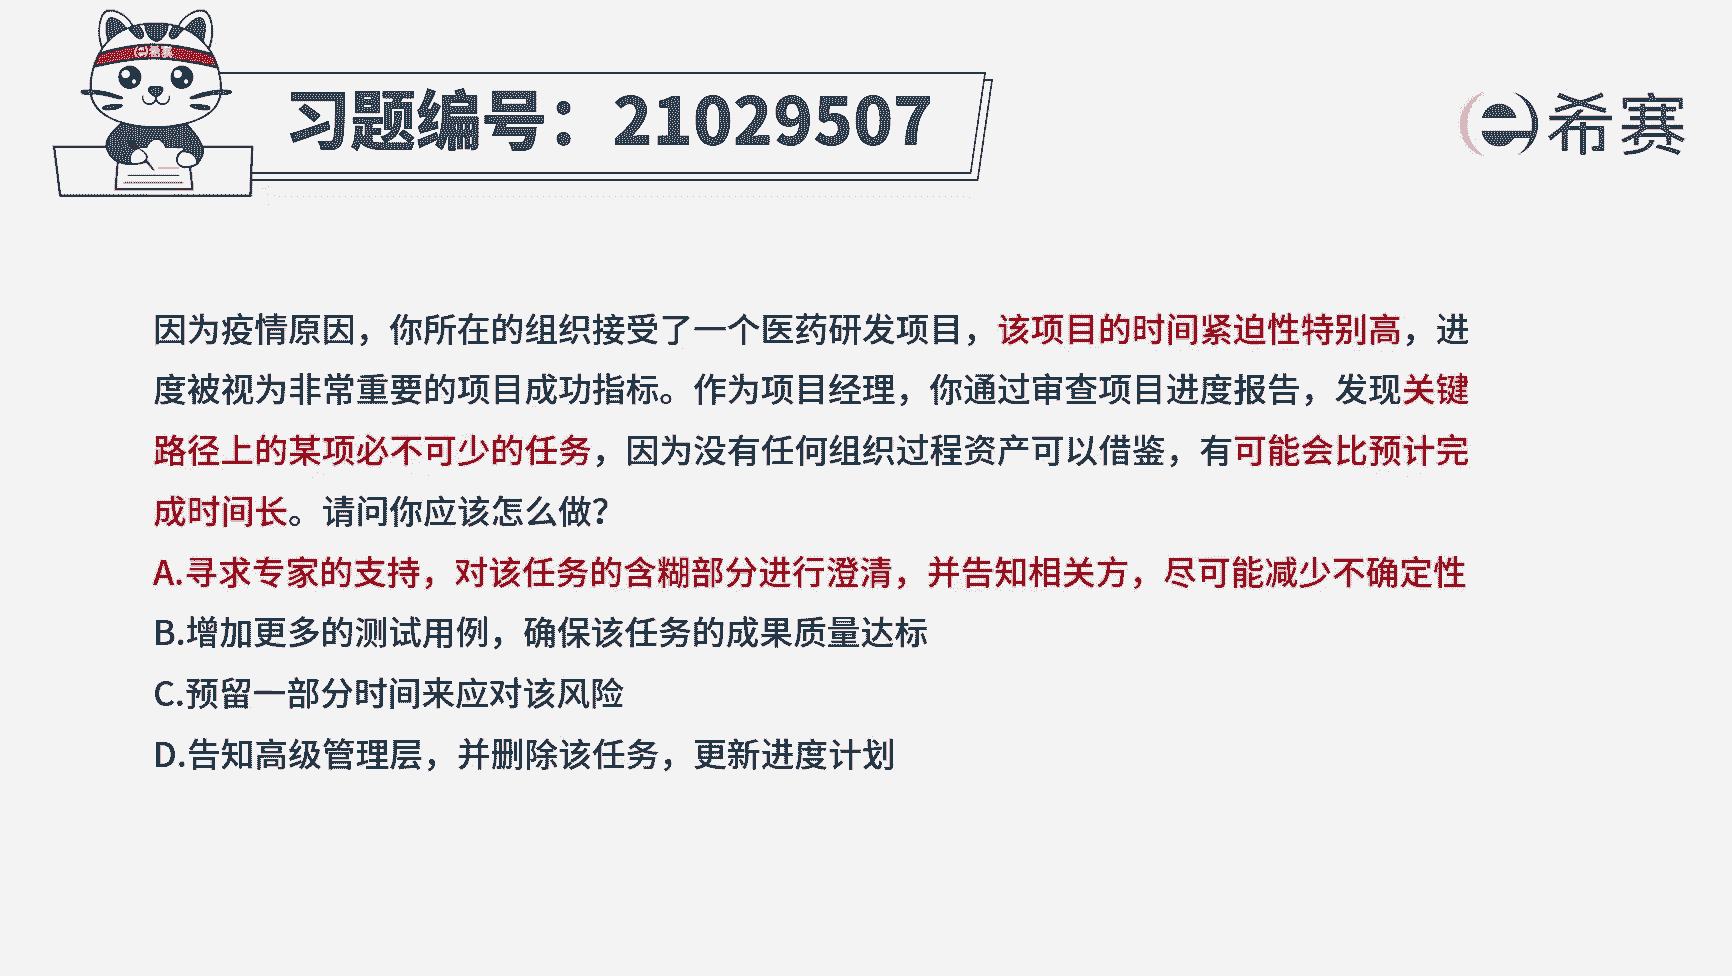 习题编号：21029507
希赛
因为疫情原因，你所在的组织接受了一个医药研发项目，该项目的时间紧迫性特别高，进
度被视为非常重要的项目成功指标。作为项目经理，你通过审查项目进度报告，发现关键
路径上的某项必不可少的任务，因为没有任何组织过程资产可以借鉴，有可能会比预计完
成时间长。请问你应该怎么做？
A.寻求专家的支持，对该任务的含糊部分进行澄清，并告知相关方，尽可能减少不确定性
B.增加更多的测试用例，确保该任务的成果质量达标
C.预留一部分时间来应对该风险
D.告知高级管理层，并删除该任务，更新进度计划